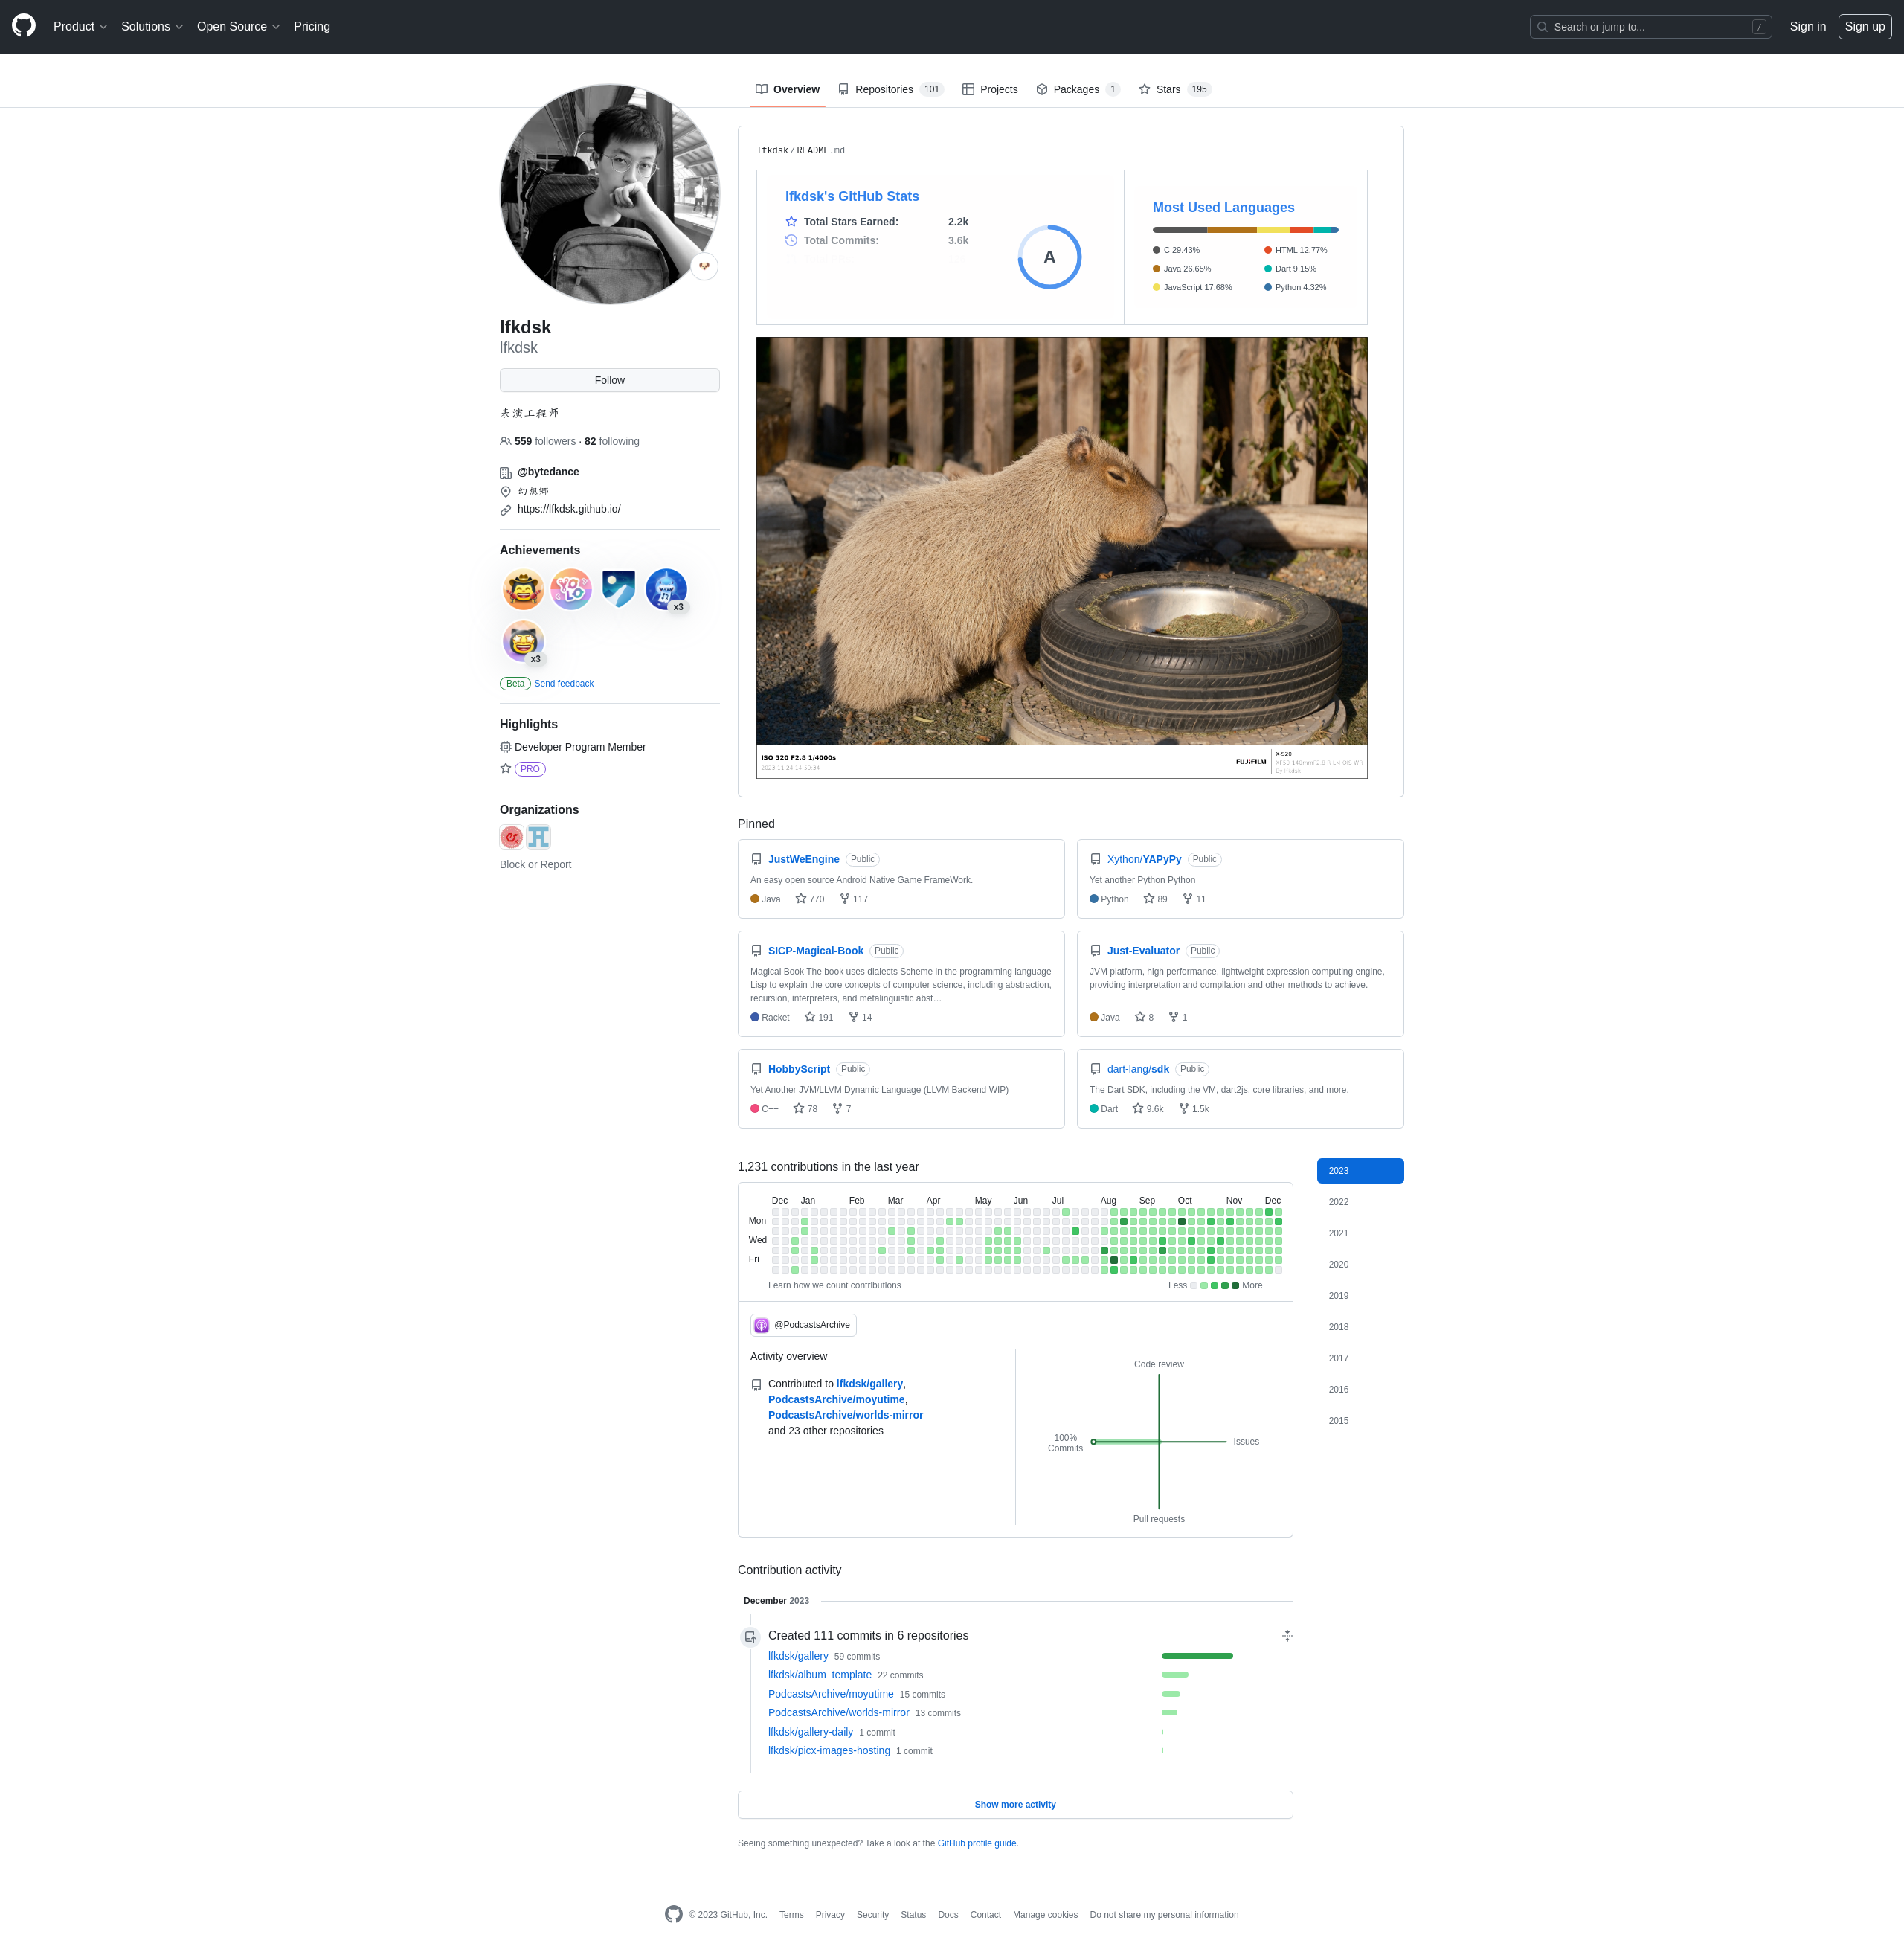 Product Solutions Open Source Pricing Search or jump to... / Sign in Sign up
Overview Repositories 101 Projects Packages 1 Stars 195
lfkdsk
lfkdsk
Follow
表演工程师
559 followers · 82 following
@bytedance
幻想鄉
https://lfkdsk.github.io/
Achievements
YOLO
x3
x3
Beta Send feedback
Highlights
Developer Program Member
PRO
Organizations
Block or Report
lfkdsk/README.md
lfkdsk's GitHub Stats
Total Stars Earned: 2.2k
Total Commits: 3.6k
A
Most Used Languages
C 29.43% HTML 12.77%
Java 26.65% Dart 9.15%
JavaScript 17.68% Python 4.32%
ISO 320 F2.8 1/4000s
FUJIFILM
X-S20
Pinned
JustWeEngine Public
An easy open source Android Native Game FrameWork.
Java 770 117
Xython/YAPyPy Public
Yet another Python Python
Python 89 11
SICP-Magical-Book Public
Magical Book The book uses dialects Scheme in the programming language
Lisp to explain the core concepts of computer science, including abstraction,
recursion, interpreters, and metalinguistic abst…
Racket 191 14
Just-Evaluator Public
JVM platform, high performance, lightweight expression computing engine,
providing interpretation and compilation and other methods to achieve.
Java 8 1
HobbyScript Public
Yet Another JVM/LLVM Dynamic Language (LLVM Backend WIP)
C++ 78 7
dart-lang/sdk Public
The Dart SDK, including the VM, dart2js, core libraries, and more.
Dart 9.6k 1.5k
1,231 contributions in the last year
Dec Jan Feb Mar Apr May Jun Jul Aug Sep Oct Nov Dec
Mon
Wed
Fri
Learn how we count contributions Less More
@PodcastsArchive
Activity overview
Contributed to lfkdsk/gallery,
PodcastsArchive/moyutime,
PodcastsArchive/worlds-mirror
and 23 other repositories
Code review
100%
Commits
Issues
Pull requests
2023
2022
2021
2020
2019
2018
2017
2016
2015
Contribution activity
December 2023
Created 111 commits in 6 repositories
lfkdsk/gallery 59 commits
lfkdsk/album_template 22 commits
PodcastsArchive/moyutime 15 commits
PodcastsArchive/worlds-mirror 13 commits
lfkdsk/gallery-daily 1 commit
lfkdsk/picx-images-hosting 1 commit
Show more activity
Seeing something unexpected? Take a look at the GitHub profile guide.
© 2023 GitHub, Inc. Terms Privacy Security Status Docs Contact Manage cookies Do not share my personal information